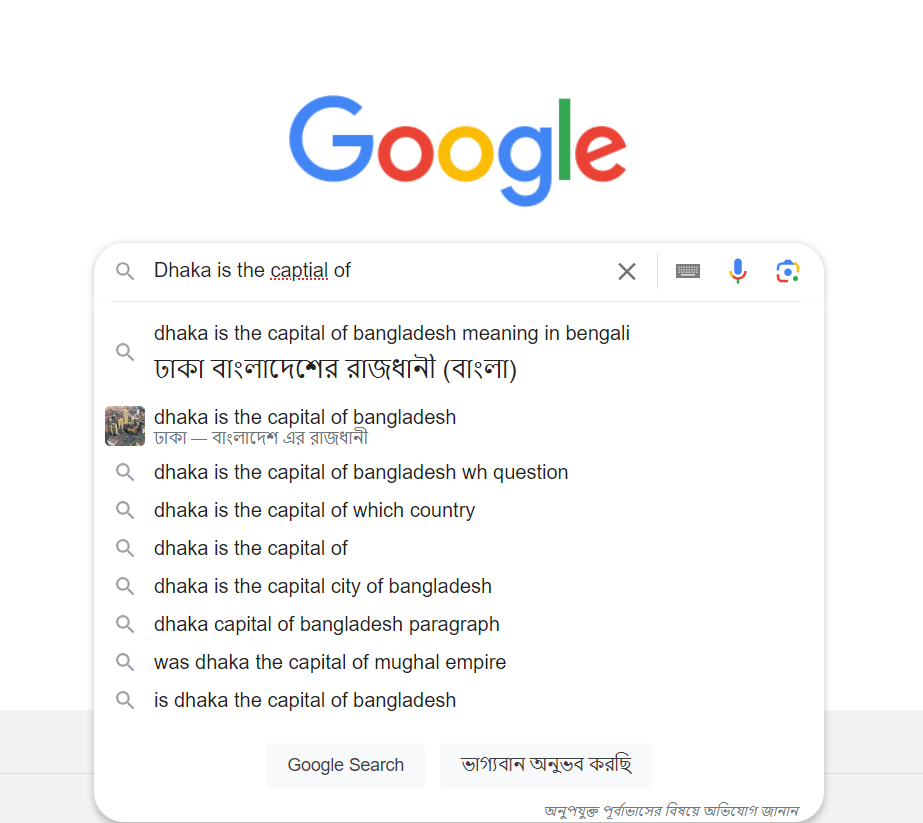 Google
Dhaka is the captial of
dhaka is the capital of bangladesh meaning in bengali
ঢাকা বাংলাদেশের রাজধানী (বাংলা)
dhaka is the capital of bangladesh
ঢাকা — বাংলাদেশ এর রাজধানী
dhaka is the capital of bangladesh wh question
dhaka is the capital of which country
dhaka is the capital of
dhaka is the capital city of bangladesh
dhaka capital of bangladesh paragraph
was dhaka the capital of mughal empire
is dhaka the capital of bangladesh
Google Search ভাগ্যবান অনুভব করছি
অনুপযুক্ত পূর্বাভাসের বিষয়ে অভিযোগ জানান